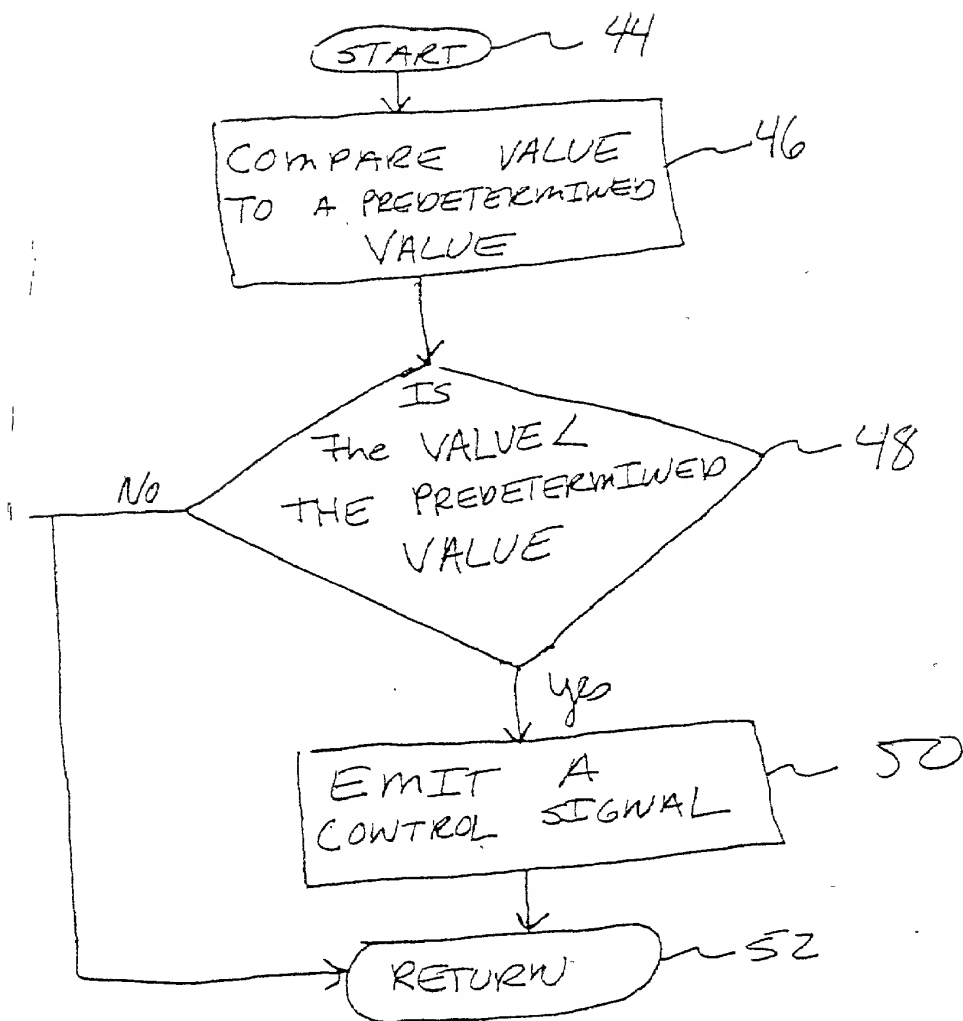 START 44
COMPARE VALUE 46
TO A PREDETERMINED
VALUE
IS
The VALUE <
THE PREDETERMINED
VALUE
48
No
yes
EMIT A
CONTROL SIGNAL
50
RETURN 52